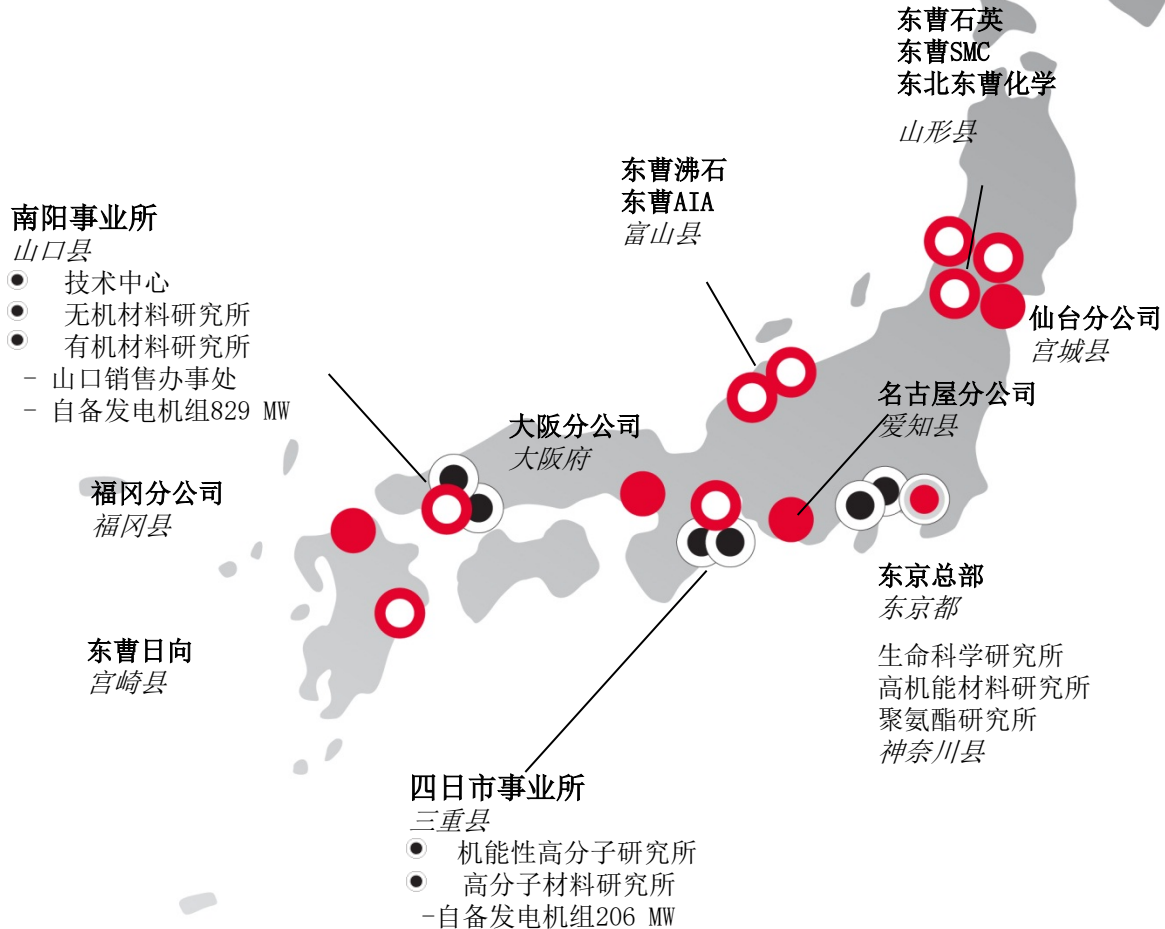 东曹石英
东曹SMC
东北东曹化学
山形县
东曹沸石
东曹AIA
富山县
南阳事业所
山口县
技术中心
无机材料研究所
有机材料研究所
- 山口销售办事处
- 自备发电机组829 MW
仙台分公司
宫城县
名古屋分公司
爱知县
大阪分公司
大阪府
福冈分公司
福冈县
东京总部
东京都
生命科学研究所
高机能材料研究所
聚氨酯研究所
神奈川县
东曹日向
宫崎县
四日市事业所
三重县
机能性高分子研究所
高分子材料研究所
-自备发电机组206 MW